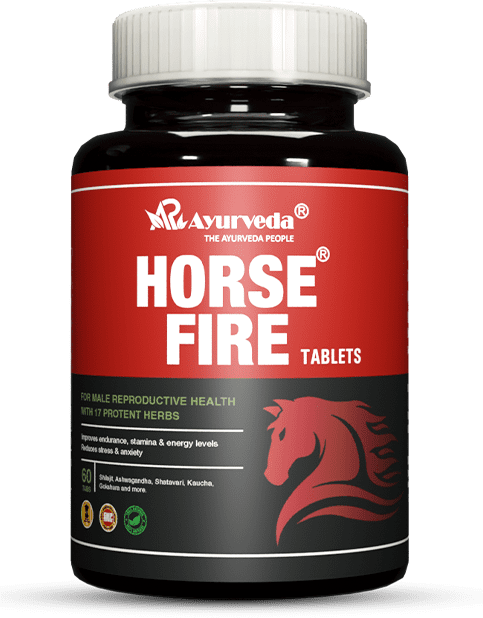 Ayurveda®
THE AYURVEDA PEOPLE
HORSE®
FIRE TABLETS
FOR MALE REPRODUCTIVE HEALTH
WITH 17 PROTENT HERBS
Improves endurance, stamina & energy levels
Reduces stress & anxiety
60
TABS
Shilajit, Ashwagandha, Shatavari, Kaucha,
Gokshura and more.